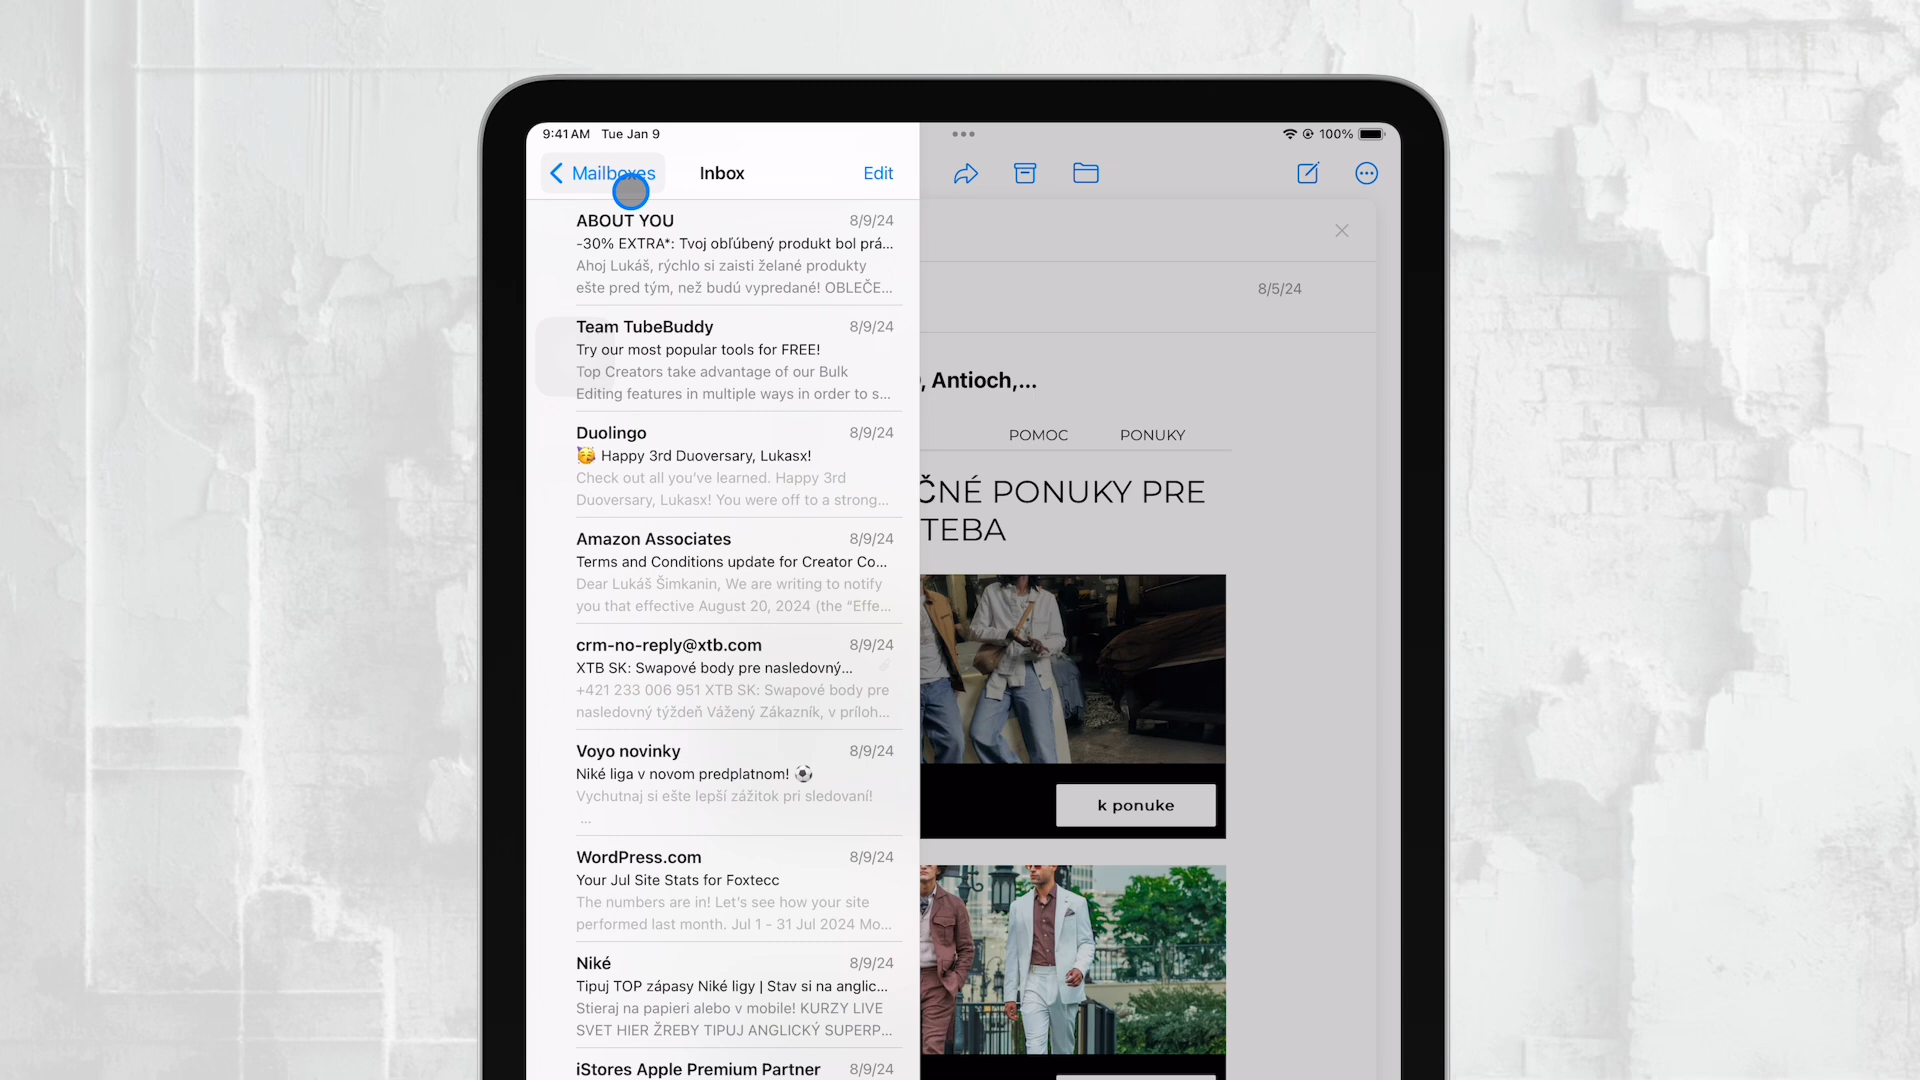 9:41 AM Tue Jan 9
100%
Mailboxes
Inbox
Edit
ABOUT YOU 8/9/24
-30% EXTRA*: Tvoj obľúbený produkt bol prá...
Ahoj Lukáš, rýchlo si zaisti želané produkty
ešte pred tým, než budú vypredané! OBLEČE...
Team TubeBuddy 8/9/24
Try our most popular tools for FREE!
Top Creators take advantage of our Bulk
Editing features in multiple ways in order to s...
Duolingo 8/9/24
🥳 Happy 3rd Duoversary, Lukasx!
Check out all you've learned. Happy 3rd
Duoversary, Lukasx! You were off to a strong...
Amazon Associates 8/9/24
Terms and Conditions update for Creator Co...
Dear Lukáš Šimkanin, We are writing to notify
you that effective August 20, 2024 (the “Effe...
crm-no-reply@xtb.com 8/9/24
XTB SK: Swapové body pre nasledovný...
+421 233 006 951 XTB SK: Swapové body pre
nasledovný týždeň Vážený Zákazník, v príloh...
Voyo novinky 8/9/24
Niké liga v novom predplatnom! ⚽
Vychutnaj si ešte lepší zážitok pri sledovaní!
...
WordPress.com 8/9/24
Your Jul Site Stats for Foxtecc
The numbers are in! Let's see how your site
performed last month. Jul 1 - 31 Jul 2024 Mo...
Niké 8/9/24
Tipuj TOP zápasy Niké ligy | Stav si na anglic...
Stieraj na papieri alebo v mobile! KURZY LIVE
SVET HIER ŽREBY TIPUJ ANGLICKÝ SUPERP...
iStores Apple Premium Partner 8/9/24
8/5/24
, Antioch,...
POMOC PONUKY
ČNÉ PONUKY PRE
TEBA
k ponuke